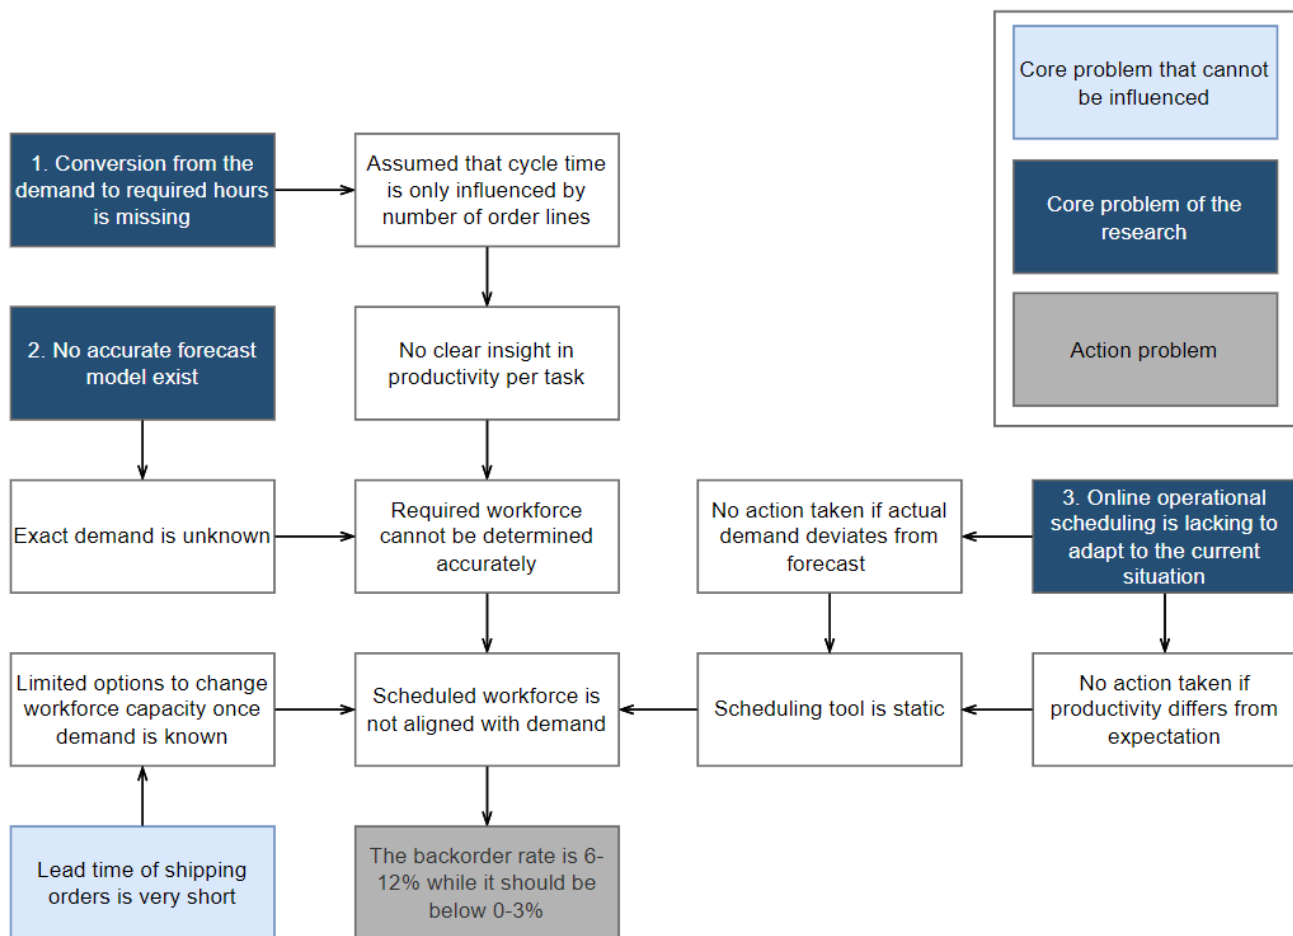 Core problem that cannot
be influenced
Core problem of the
research
Action problem
1. Conversion from the
demand to required hours
is missing
Assumed that cycle time
is only influenced by
number of order lines
2. No accurate forecast
model exist
No clear insight in
productivity per task
Exact demand is unknown
Required workforce
cannot be determined
accurately
No action taken if actual
demand deviates from
forecast
3. Online operational
scheduling is lacking to
adapt to the current
situation
Limited options to change
workforce capacity once
demand is known
Scheduled workforce is
not aligned with demand
Scheduling tool is static
No action taken if
productivity differs from
expectation
Lead time of shipping
orders is very short
The backorder rate is 6-
12% while it should be
below 0-3%